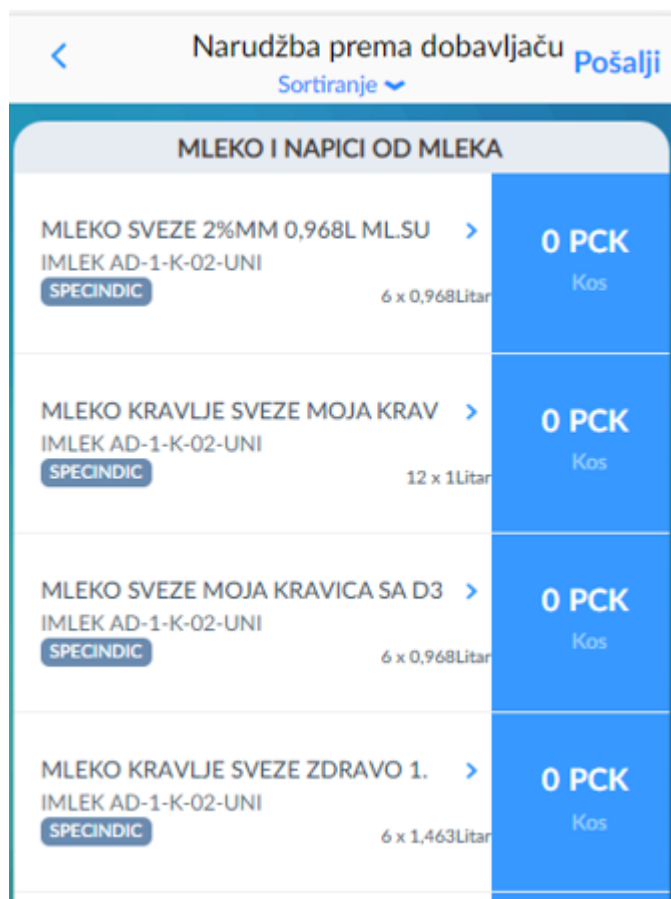 Narudžba prema dobavljaču
Pošalji
Sortiranje
MLEKO I NAPICI OD MLEKA
MLEKO SVEZE 2%MM 0,968L ML.SU
IMLEK AD-1-K-02-UNI
SPECINDIC
6 x 0,968Litar
0 PCK
Kos
MLEKO KRAVLJE SVEZE MOJA KRAV
IMLEK AD-1-K-02-UNI
SPECINDIC
12 x 1Litar
0 PCK
Kos
MLEKO SVEZE MOJA KRAVICA SA D3
IMLEK AD-1-K-02-UNI
SPECINDIC
6 x 0,968Litar
0 PCK
Kos
MLEKO KRAVLJE SVEZE ZDRAVO 1.
IMLEK AD-1-K-02-UNI
SPECINDIC
6 x 1,463Litar
0 PCK
Kos